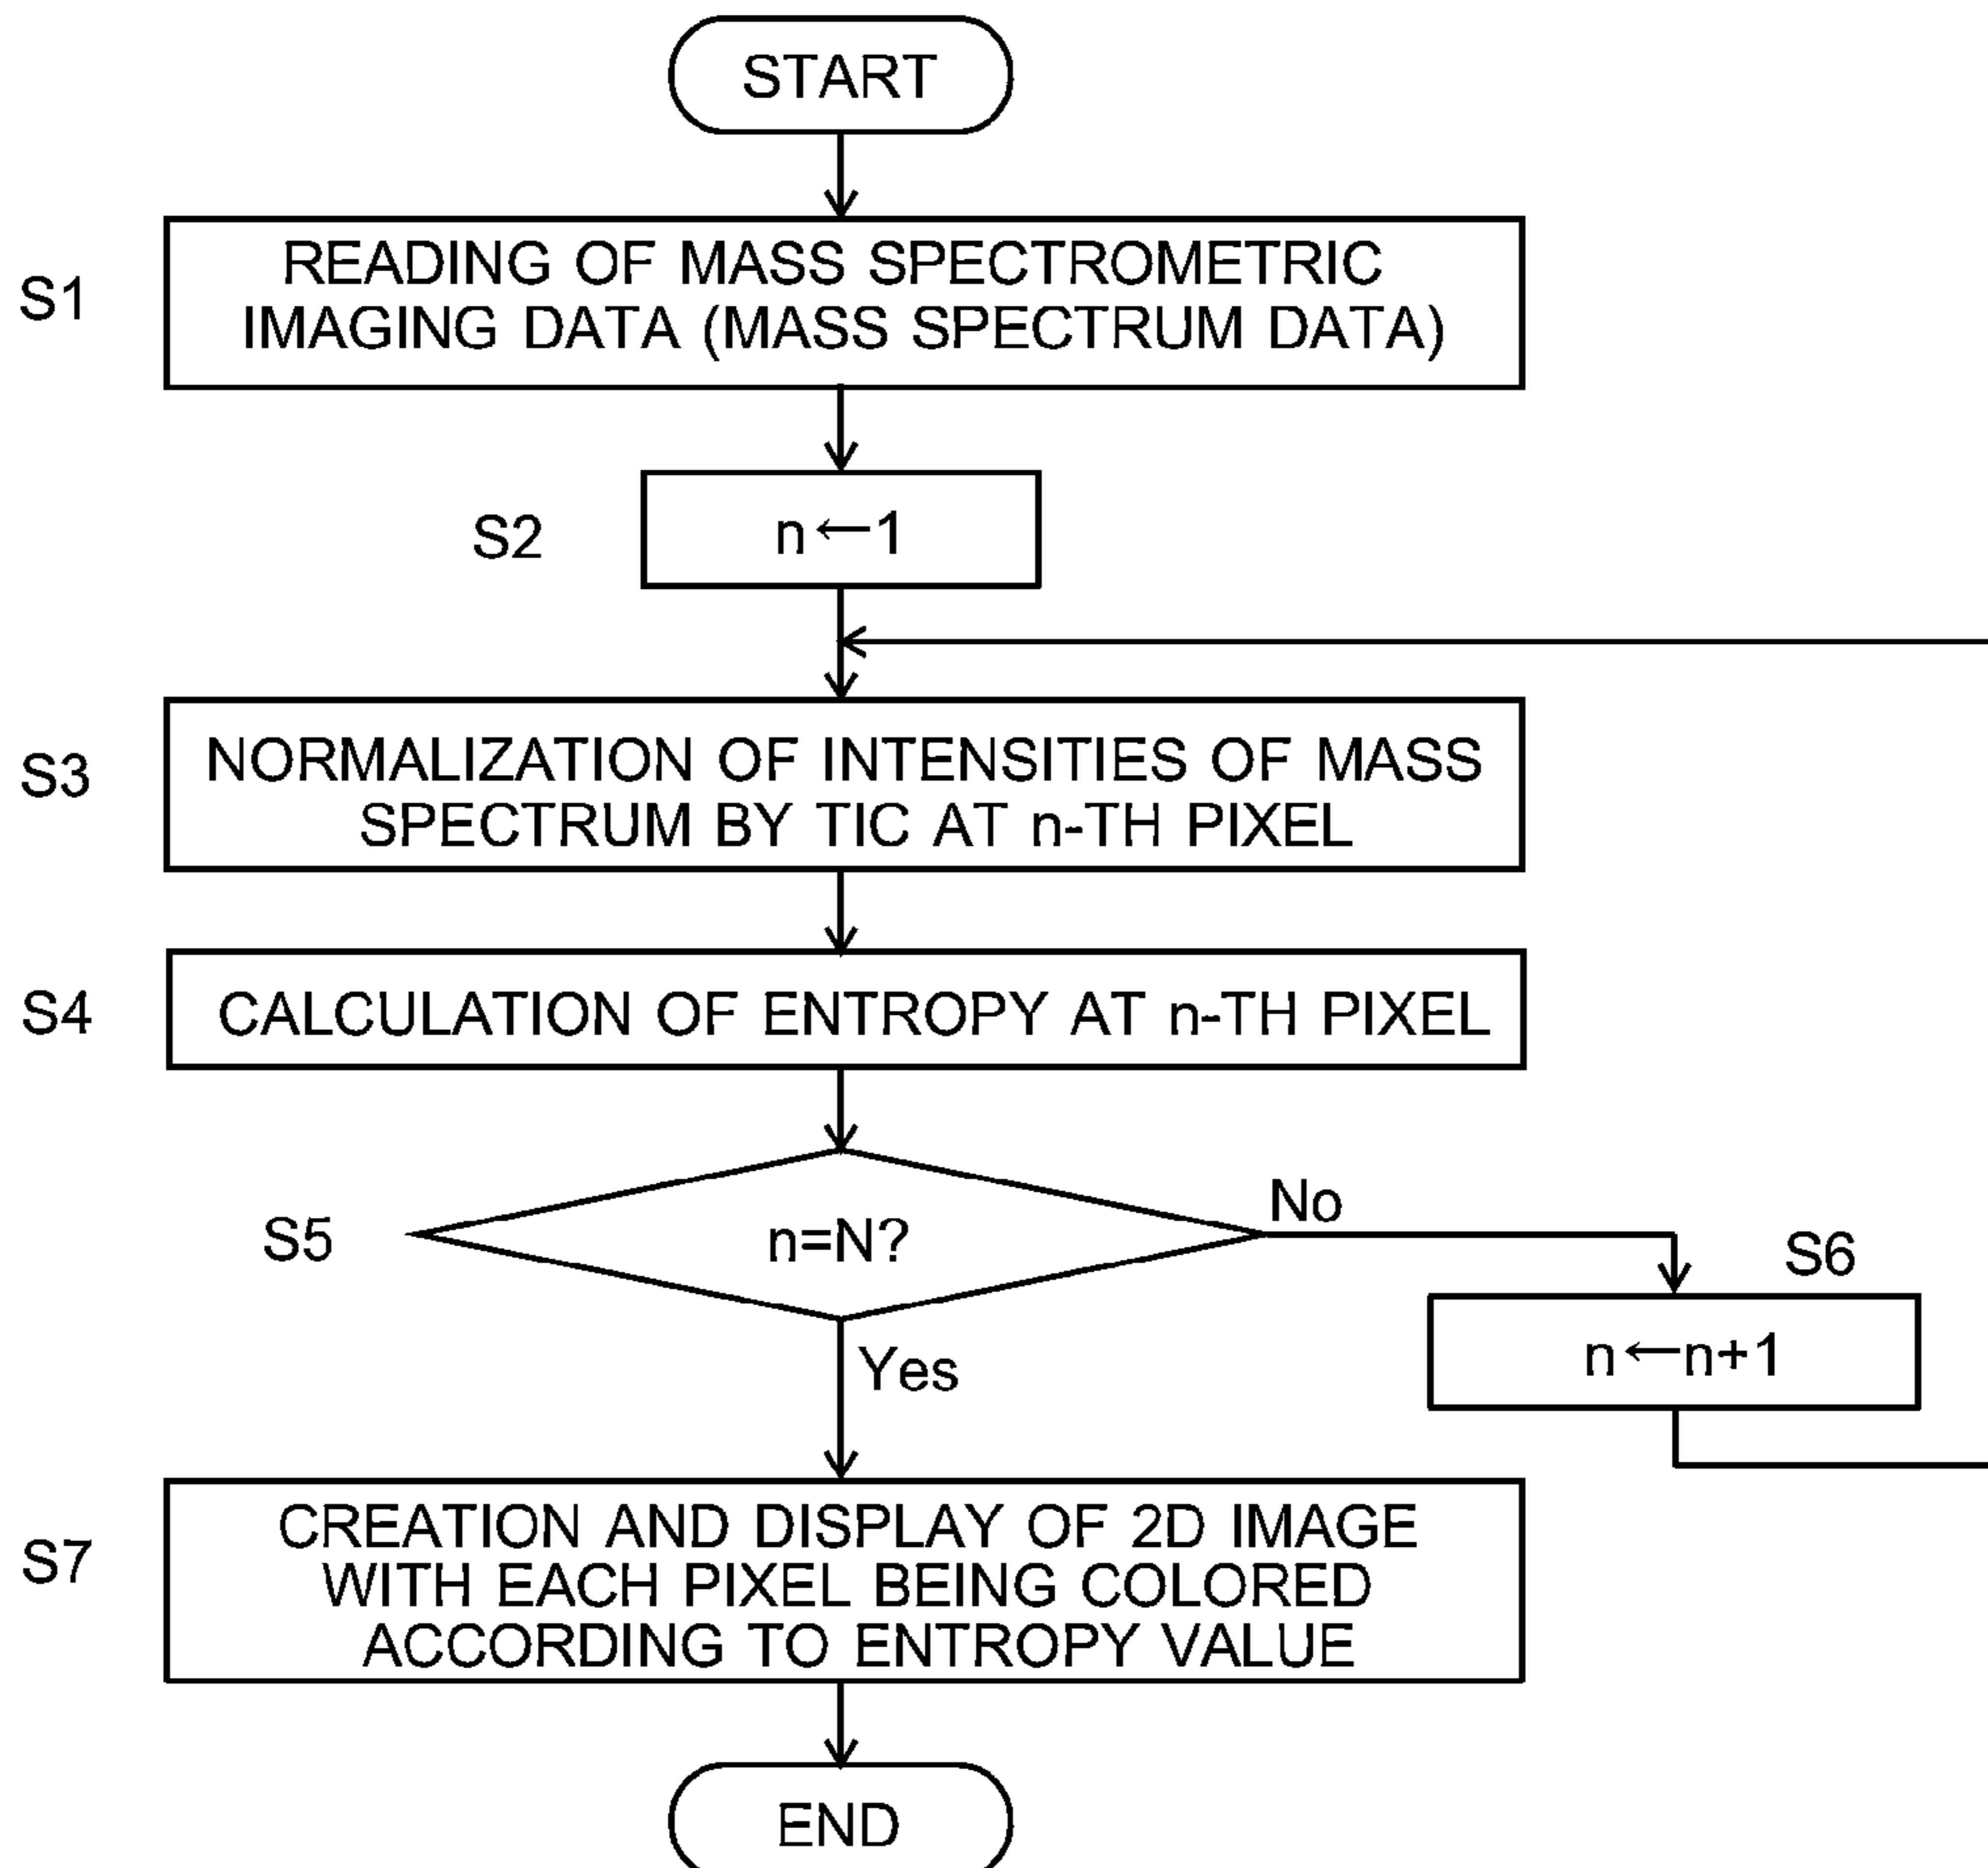 START
S1
READING OF MASS SPECTROMETRIC
IMAGING DATA (MASS SPECTRUM DATA)
S2
n←1
S3
NORMALIZATION OF INTENSITIES OF MASS
SPECTRUM BY TIC AT n-TH PIXEL
S4
CALCULATION OF ENTROPY AT n-TH PIXEL
S5
n=N?
No
S6
n←n+1
Yes
S7
CREATION AND DISPLAY OF 2D IMAGE
WITH EACH PIXEL BEING COLORED
ACCORDING TO ENTROPY VALUE
END